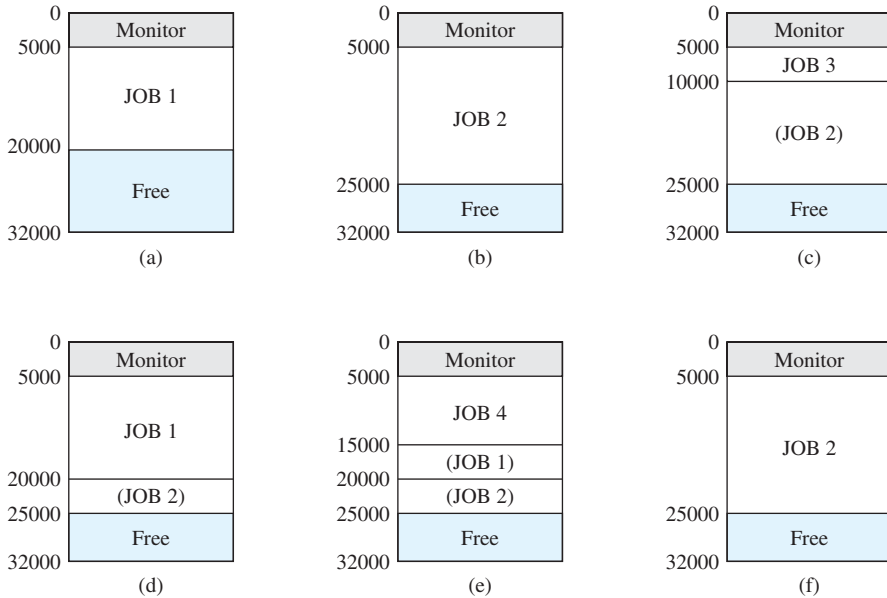 0
Monitor
5000
JOB 1
20000
Free
32000
(a)
0
Monitor
5000
JOB 2
25000
Free
32000
(b)
0
Monitor
5000
JOB 3
10000
(JOB 2)
25000
Free
32000
(c)
0
Monitor
5000
JOB 1
20000
(JOB 2)
25000
Free
32000
(d)
0
Monitor
5000
JOB 4
15000
(JOB 1)
20000
(JOB 2)
25000
Free
32000
(e)
0
Monitor
5000
JOB 2
25000
Free
32000
(f)